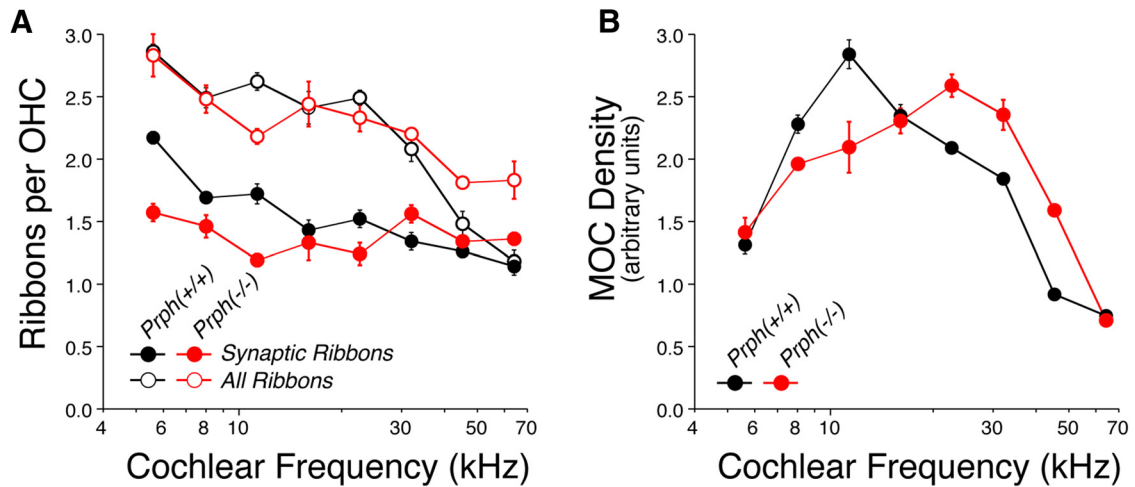 A
Ribbons per OHC
3.0
2.5
2.0
1.5
1.0
0.5
0.0
Prph(+/+)
Prph(-/-)
Synaptic Ribbons
All Ribbons
4 6 8 10 30 50 70
Cochlear Frequency (kHz)
B
MOC Density
(arbitrary units)
3.0
2.5
2.0
1.5
1.0
0.5
0.0
Prph(+/+)
Prph(-/-)
4 6 8 10 30 50 70
Cochlear Frequency (kHz)